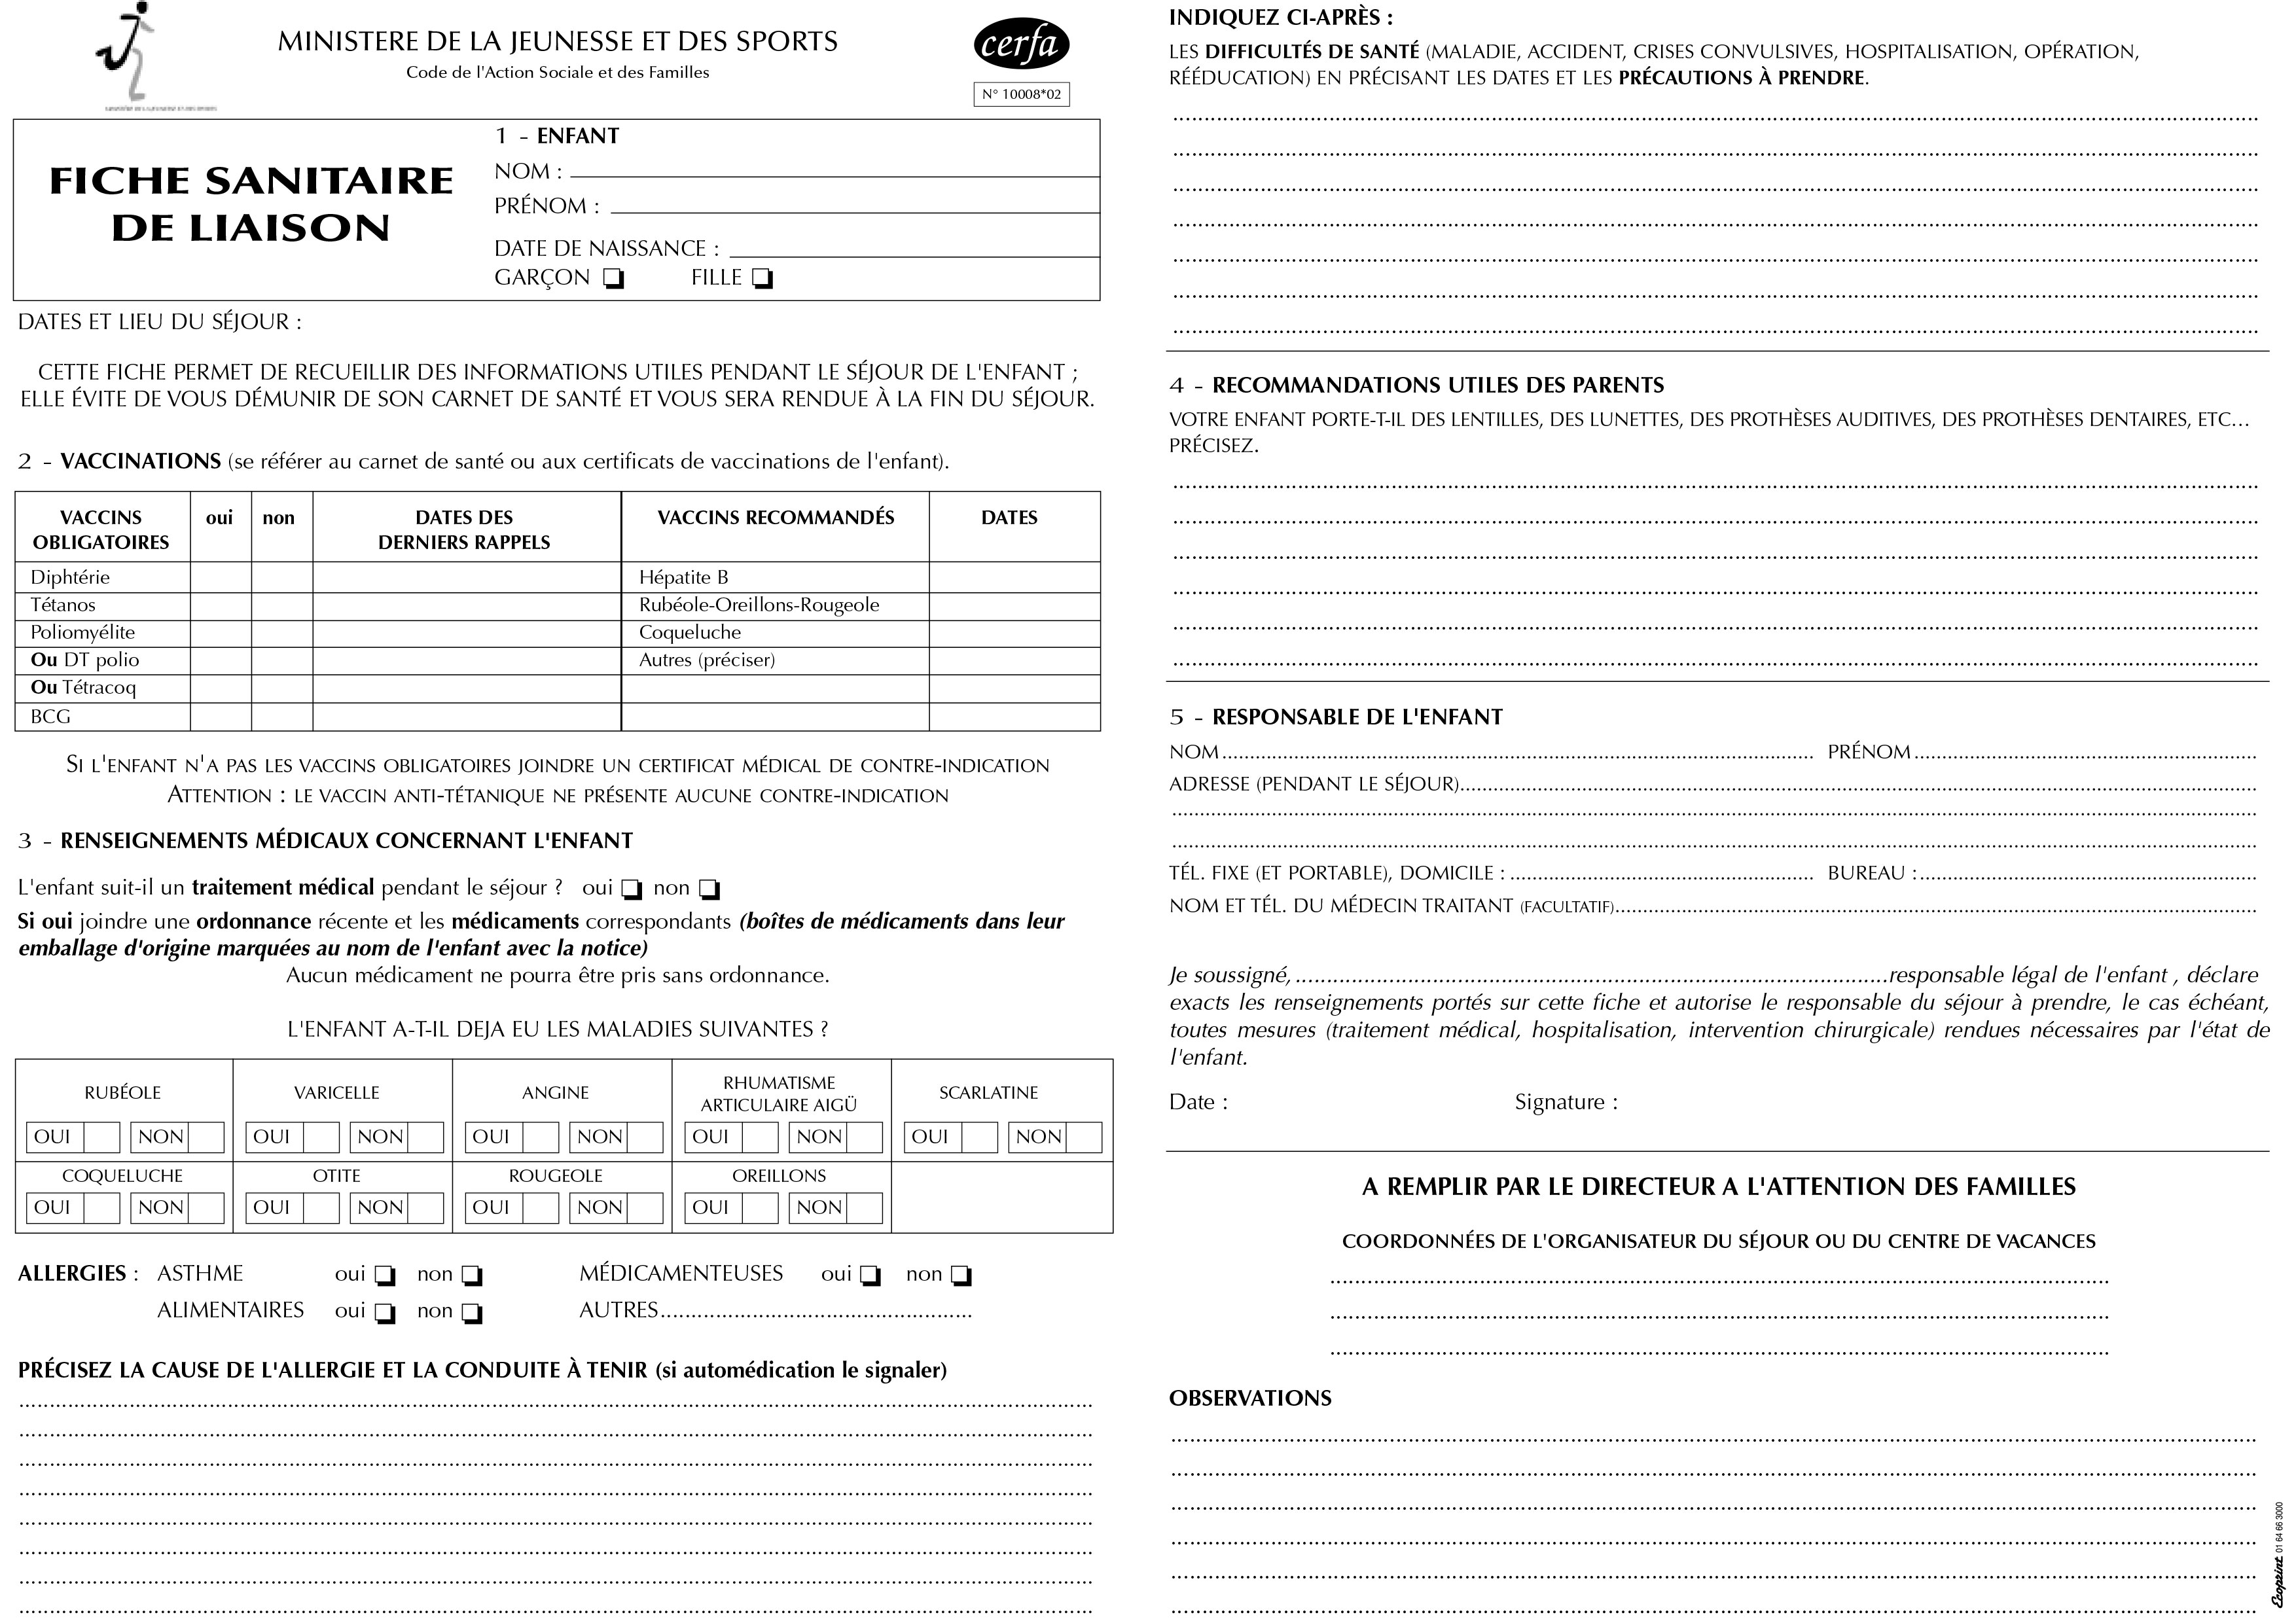 MINISTERE DE LA JEUNESSE ET DES SPORTS
Code de l'Action Sociale et des Familles
cerfa
N° 10008*02
MINISTÈRE DE LA JEUNESSE ET DES SPORTS
FICHE SANITAIRE
DE LIAISON
1 - ENFANT
NOM :
PRÉNOM :
DATE DE NAISSANCE :
GARÇON ❏ FILLE ❏
DATES ET LIEU DU SÉJOUR :
CETTE FICHE PERMET DE RECUEILLIR DES INFORMATIONS UTILES PENDANT LE SÉJOUR DE L'ENFANT ;
ELLE ÉVITE DE VOUS DÉMUNIR DE SON CARNET DE SANTÉ ET VOUS SERA RENDUE À LA FIN DU SÉJOUR.
2 - VACCINATIONS (se référer au carnet de santé ou aux certificats de vaccinations de l'enfant).
VACCINS oui non DATES DES VACCINS RECOMMANDÉS DATES
OBLIGATOIRES DERNIERS RAPPELS
Diphtérie Hépatite B
Tétanos Rubéole-Oreillons-Rougeole
Poliomyélite Coqueluche
Ou DT polio Autres (préciser)
Ou Tétracoq
BCG
SI L'ENFANT N'A PAS LES VACCINS OBLIGATOIRES JOINDRE UN CERTIFICAT MÉDICAL DE CONTRE-INDICATION
ATTENTION : LE VACCIN ANTI-TÉTANIQUE NE PRÉSENTE AUCUNE CONTRE-INDICATION
3 - RENSEIGNEMENTS MÉDICAUX CONCERNANT L'ENFANT
L'enfant suit-il un traitement médical pendant le séjour ? oui ❏ non ❏
Si oui joindre une ordonnance récente et les médicaments correspondants (boîtes de médicaments dans leur
emballage d'origine marquées au nom de l'enfant avec la notice)
Aucun médicament ne pourra être pris sans ordonnance.
L'ENFANT A-T-IL DEJA EU LES MALADIES SUIVANTES ?
RUBÉOLE VARICELLE ANGINE RHUMATISME SCARLATINE
ARTICULAIRE AIGÜ
OUI NON OUI NON OUI NON OUI NON OUI NON
COQUELUCHE OTITE ROUGEOLE OREILLONS
OUI NON OUI NON OUI NON OUI NON
ALLERGIES : ASTHME oui ❏ non ❏ MÉDICAMENTEUSES oui ❏ non ❏
ALIMENTAIRES oui ❏ non ❏ AUTRES
PRÉCISEZ LA CAUSE DE L'ALLERGIE ET LA CONDUITE À TENIR (si automédication le signaler)
INDIQUEZ CI-APRÈS :
LES DIFFICULTÉS DE SANTÉ (MALADIE, ACCIDENT, CRISES CONVULSIVES, HOSPITALISATION, OPÉRATION,
RÉÉDUCATION) EN PRÉCISANT LES DATES ET LES PRÉCAUTIONS À PRENDRE.
4 - RECOMMANDATIONS UTILES DES PARENTS
VOTRE ENFANT PORTE-T-IL DES LENTILLES, DES LUNETTES, DES PROTHÈSES AUDITIVES, DES PROTHÈSES DENTAIRES, ETC…
PRÉCISEZ.
5 - RESPONSABLE DE L'ENFANT
NOM PRÉNOM
ADRESSE (PENDANT LE SÉJOUR)
TÉL. FIXE (ET PORTABLE), DOMICILE : BUREAU :
NOM ET TÉL. DU MÉDECIN TRAITANT (FACULTATIF)
Je soussigné, responsable légal de l'enfant , déclare
exacts les renseignements portés sur cette fiche et autorise le responsable du séjour à prendre, le cas échéant,
toutes mesures (traitement médical, hospitalisation, intervention chirurgicale) rendues nécessaires par l'état de
l'enfant.
Date : Signature :
A REMPLIR PAR LE DIRECTEUR A L'ATTENTION DES FAMILLES
COORDONNÉES DE L'ORGANISATEUR DU SÉJOUR OU DU CENTRE DE VACANCES
OBSERVATIONS
Ecoprint 01 64 66 3000